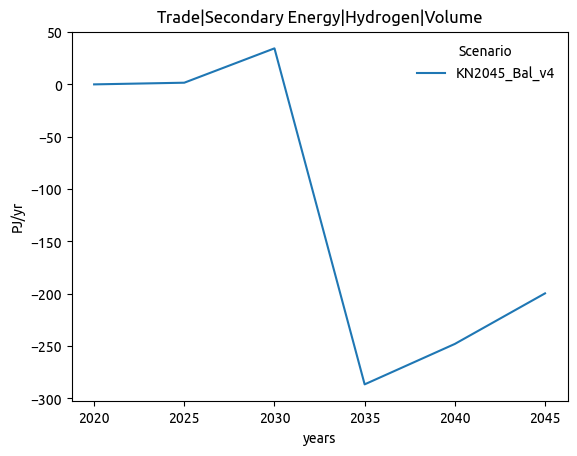 Trade|Secondary Energy|Hydrogen|Volume
50
0
−50
−100
−150
−200
−250
−300
PJ/yr
Scenario
KN2045_Bal_v4
2020 2025 2030 2035 2040 2045
years